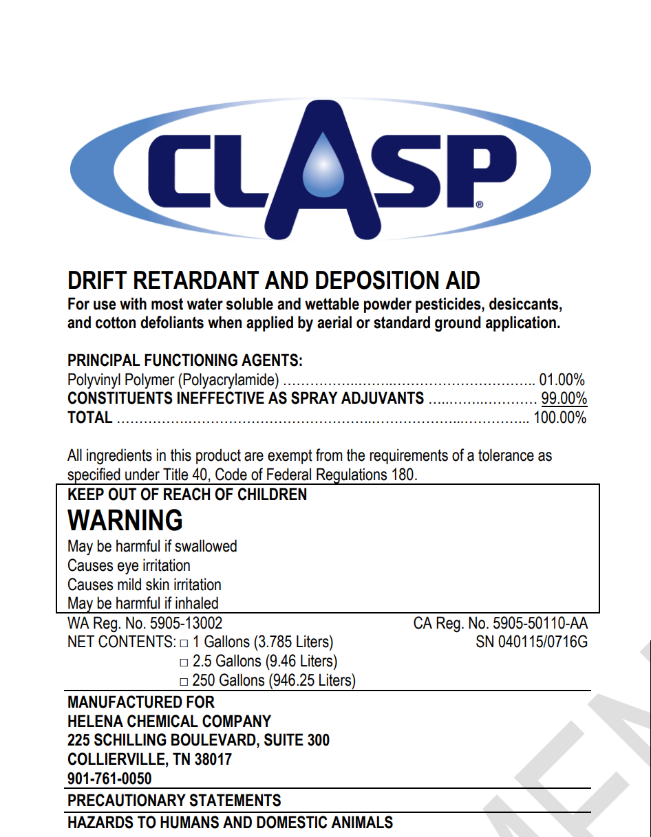 CLASP®
DRIFT RETARDANT AND DEPOSITION AID
For use with most water soluble and wettable powder pesticides, desiccants,
and cotton defoliants when applied by aerial or standard ground application.
PRINCIPAL FUNCTIONING AGENTS:
Polyvinyl Polymer (Polyacrylamide) ……………..……..…………………………….. 01.00%
CONSTITUENTS INEFFECTIVE AS SPRAY ADJUVANTS …..……..………… 99.00%
TOTAL ………………………………………………..………………..………….. 100.00%
All ingredients in this product are exempt from the requirements of a tolerance as
specified under Title 40, Code of Federal Regulations 180.
KEEP OUT OF REACH OF CHILDREN
WARNING
May be harmful if swallowed
Causes eye irritation
Causes mild skin irritation
May be harmful if inhaled
WA Reg. No. 5905-13002 CA Reg. No. 5905-50110-AA
NET CONTENTS: □ 1 Gallons (3.785 Liters) SN 040115/0716G
□ 2.5 Gallons (9.46 Liters)
□ 250 Gallons (946.25 Liters)
MANUFACTURED FOR
HELENA CHEMICAL COMPANY
225 SCHILLING BOULEVARD, SUITE 300
COLLIERVILLE, TN 38017
901-761-0050
PRECAUTIONARY STATEMENTS
HAZARDS TO HUMANS AND DOMESTIC ANIMALS